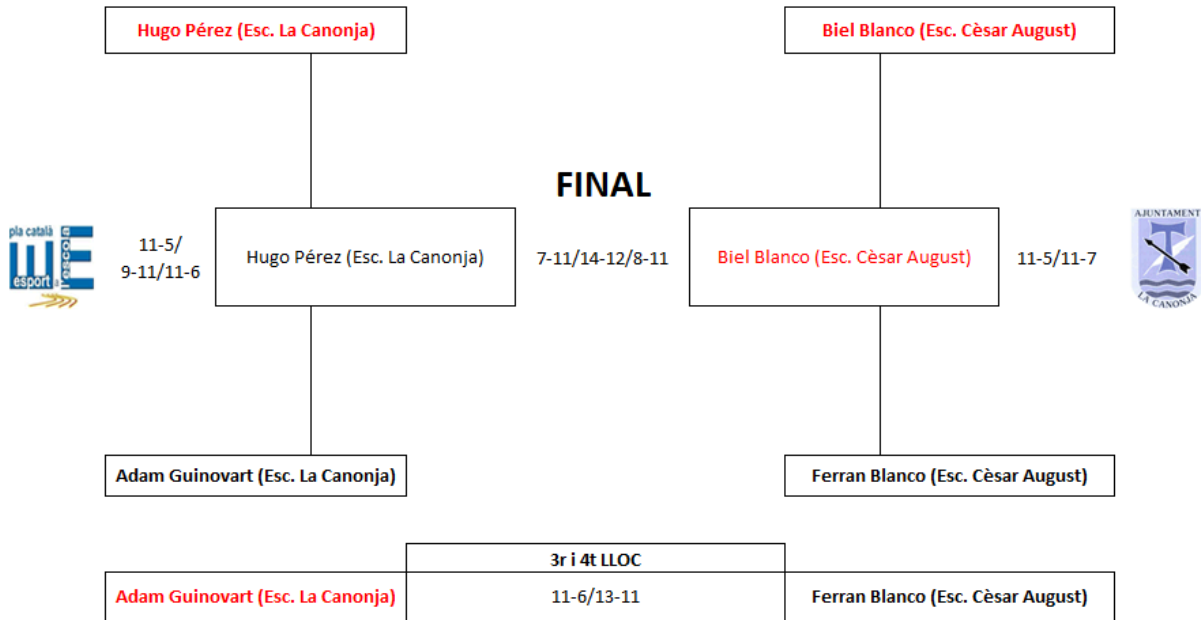 Hugo Pérez (Esc. La Canonja)
Biel Blanco (Esc. Cèsar August)
FINAL
pla català
esport a
l'escola
11-5/
9-11/11-6
Hugo Pérez (Esc. La Canonja)
7-11/14-12/8-11
Biel Blanco (Esc. Cèsar August)
11-5/11-7
AJUNTAMENT
LA CANONJA
Adam Guinovart (Esc. La Canonja)
Ferran Blanco (Esc. Cèsar August)
3r i 4t LLOC
Adam Guinovart (Esc. La Canonja)
11-6/13-11
Ferran Blanco (Esc. Cèsar August)